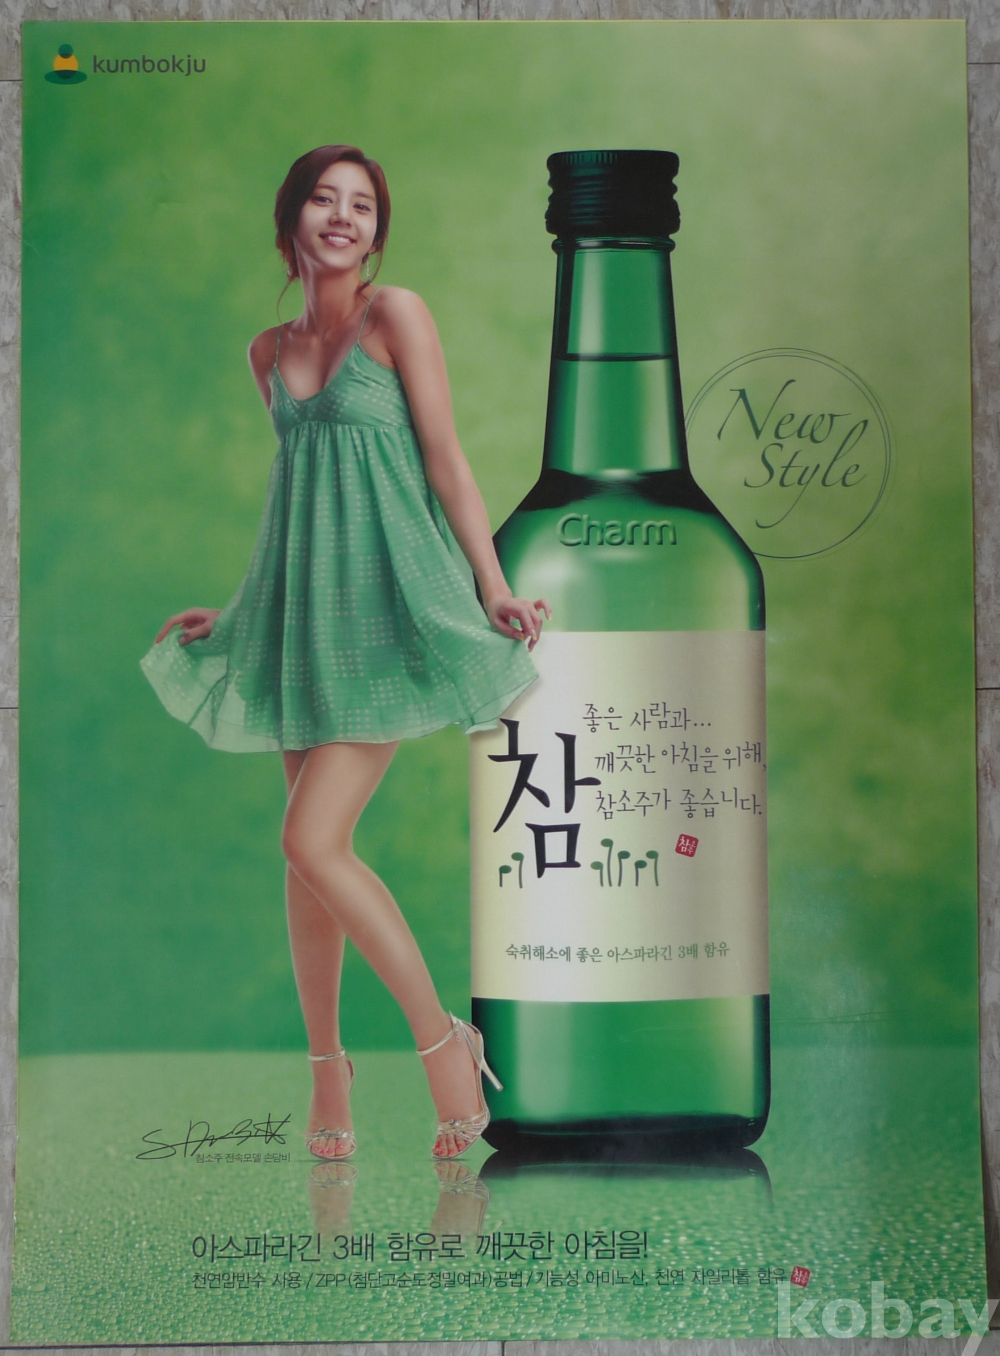 kumbokju
New
Style
Charm
좋은 사람과...
깨끗한 아침을 위해,
참소주가 좋습니다.
참
숙취해소에 좋은 아스파라긴 3배 함유
참소주 전속모델 손담비
아스파라긴 3배 함유로 깨끗한 아침을!
천연암반수 사용 / ZPP(첨단고순도정밀여과)공법 / 기능성 아미노산, 천연 자일리톨 함유
kobay